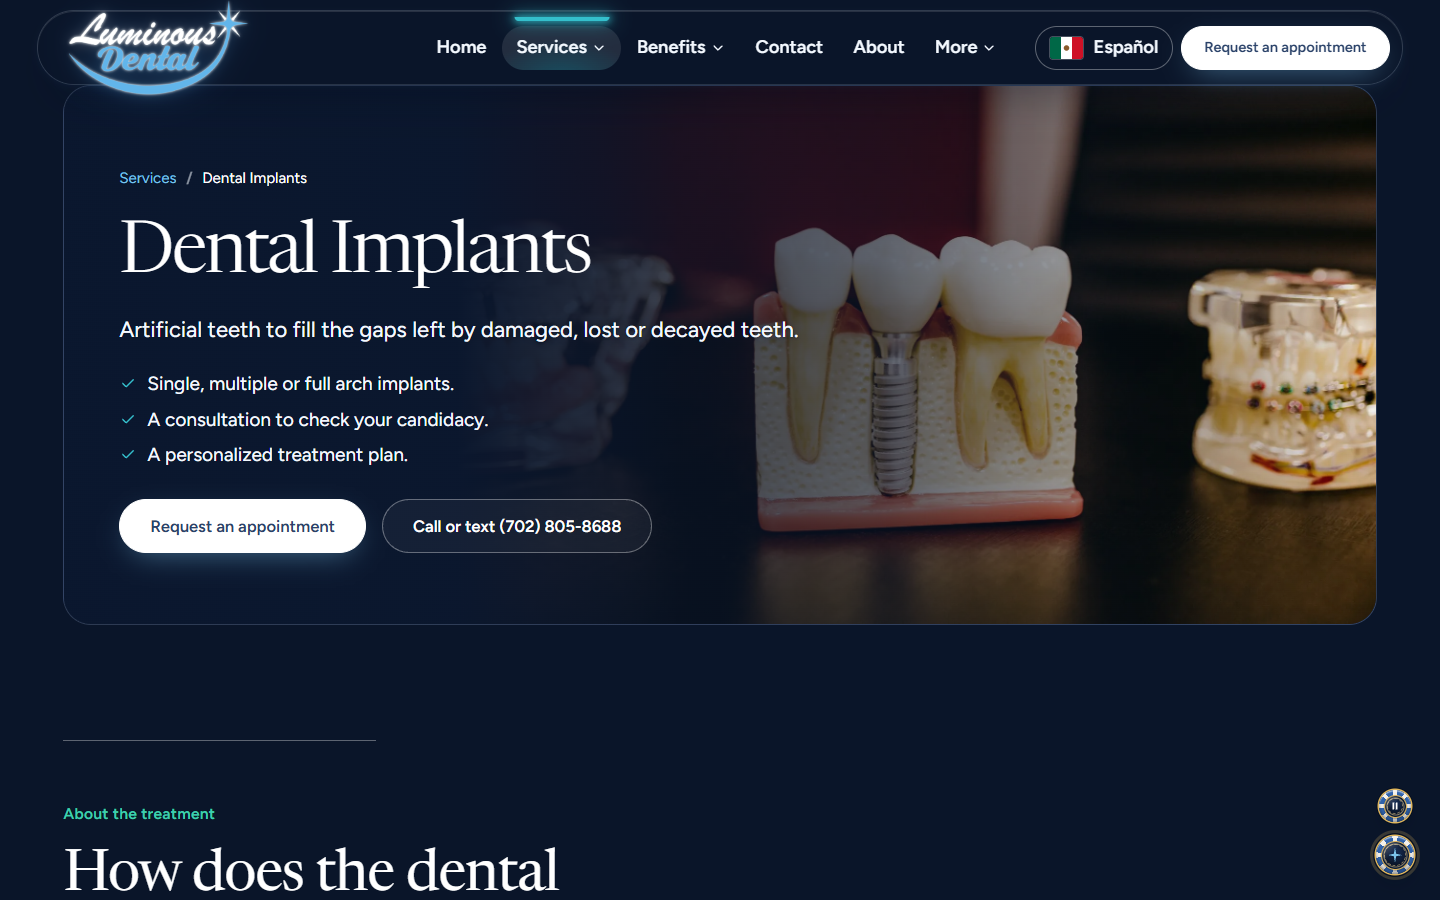 Luminous
Dental
Home
Services
Benefits
Contact
About
More
Español
Request an appointment
Services / Dental Implants
Dental Implants
Artificial teeth to fill the gaps left by damaged, lost or decayed teeth.
Single, multiple or full arch implants.
A consultation to check your candidacy.
A personalized treatment plan.
Request an appointment
Call or text (702) 805-8688
About the treatment
How does the dental